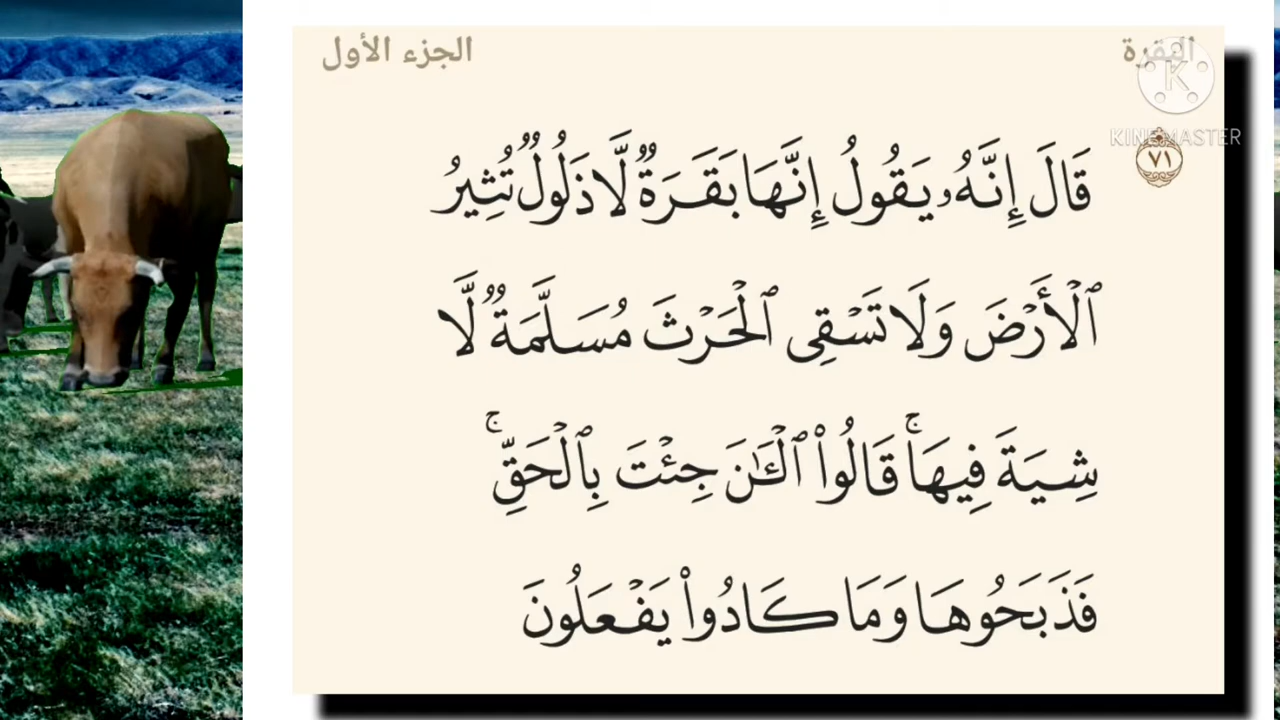 البقرة
الجزء الأول
KINEMASTER
٧١
قَالَ إِنَّهُۥ يَقُولُ إِنَّهَا بَقَرَةٞ لَّا ذَلُولٞ تُثِيرُ
ٱلۡأَرۡضَ وَلَا تَسۡقِي ٱلۡحَرۡثَ مُسَلَّمَةٞ لَّا
شِيَةَ فِيهَاۚ قَالُواْ ٱلۡـَٰٔنَ جِئۡتَ بِٱلۡحَقِّۚ
فَذَبَحُوهَا وَمَا كَادُواْ يَفۡعَلُونَ